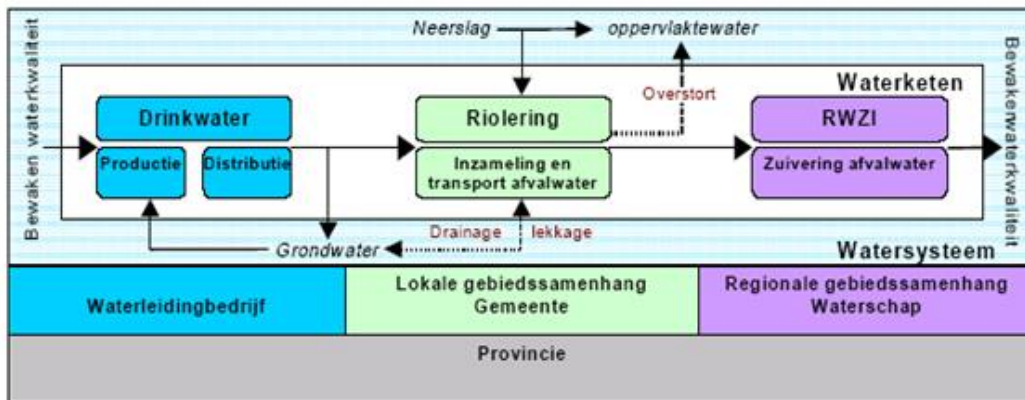 Neerslag
oppervlaktewater
Bewaken waterkwaliteit
Bewakenwaterkwaliteit
Waterketen
Overstort
Drinkwater
Riolering
RWZI
Productie
Distributie
Inzameling en
transport afvalwater
Zuivering afvalwater
Grondwater
Drainage
lekkage
Watersysteem
Waterleidingbedrijf
Lokale gebiedssamenhang
Gemeente
Regionale gebiedssamenhang
Waterschap
Provincie